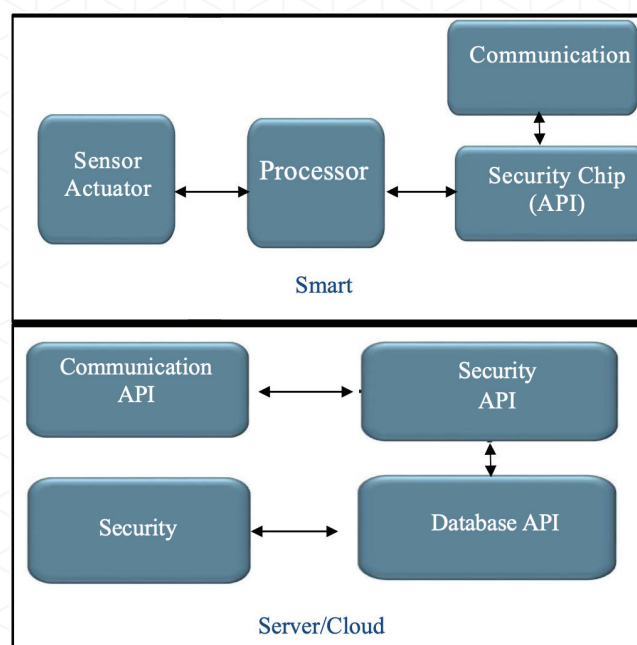 Communication
Sensor
Actuator
Processor
Security Chip
(API)
Smart
Communication
API
Security
API
Security
Database API
Server/Cloud